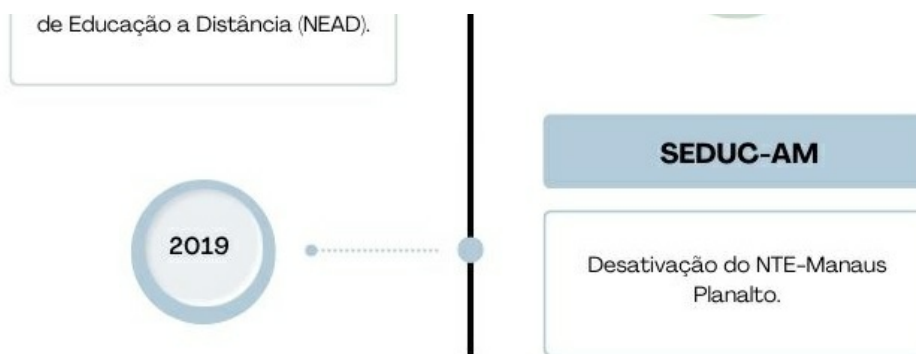 de Educação a Distância (NEAD).
SEDUC-AM
2019
Desativação do NTE-Manaus
Planalto.